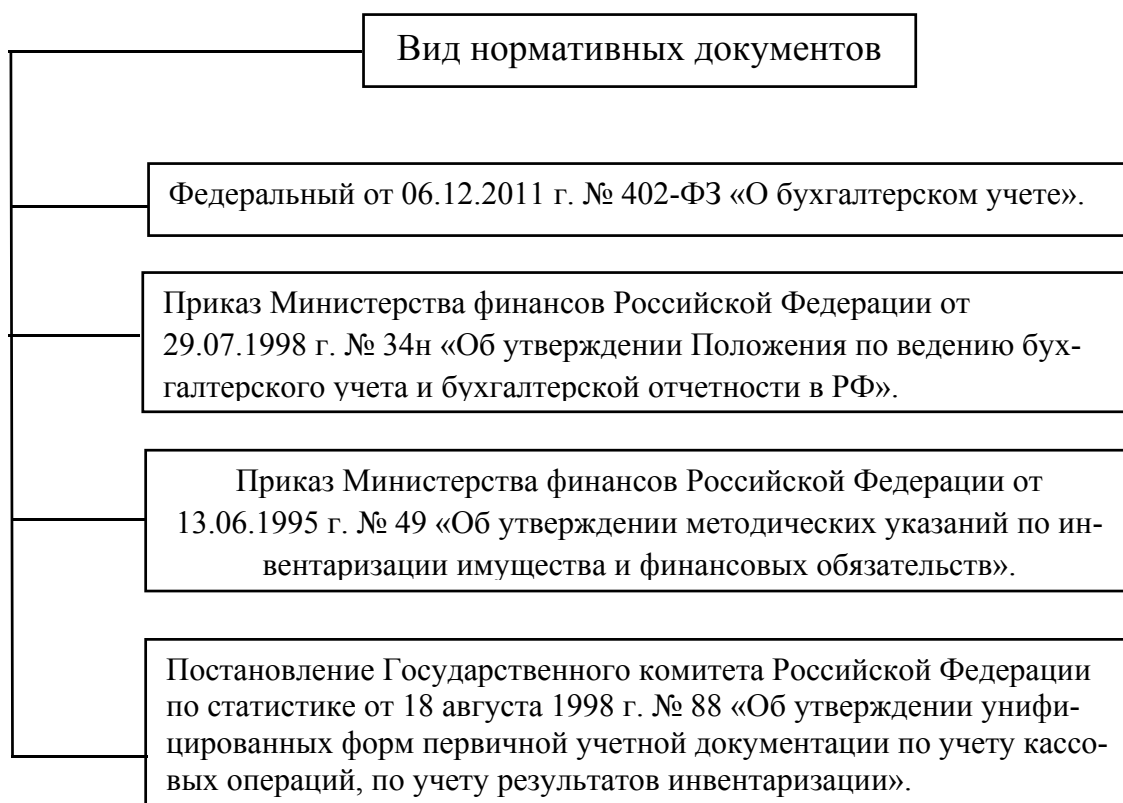 Вид нормативных документов
Федеральный от 06.12.2011 г. № 402-ФЗ «О бухгалтерском учете».
Приказ Министерства финансов Российской Федерации от
29.07.1998 г. № 34н «Об утверждении Положения по ведению бух-
галтерского учета и бухгалтерской отчетности в РФ».
Приказ Министерства финансов Российской Федерации от
13.06.1995 г. № 49 «Об утверждении методических указаний по ин-
вентаризации имущества и финансовых обязательств».
Постановление Государственного комитета Российской Федерации
по статистике от 18 августа 1998 г. № 88 «Об утверждении унифи-
цированных форм первичной учетной документации по учету кассо-
вых операций, по учету результатов инвентаризации».